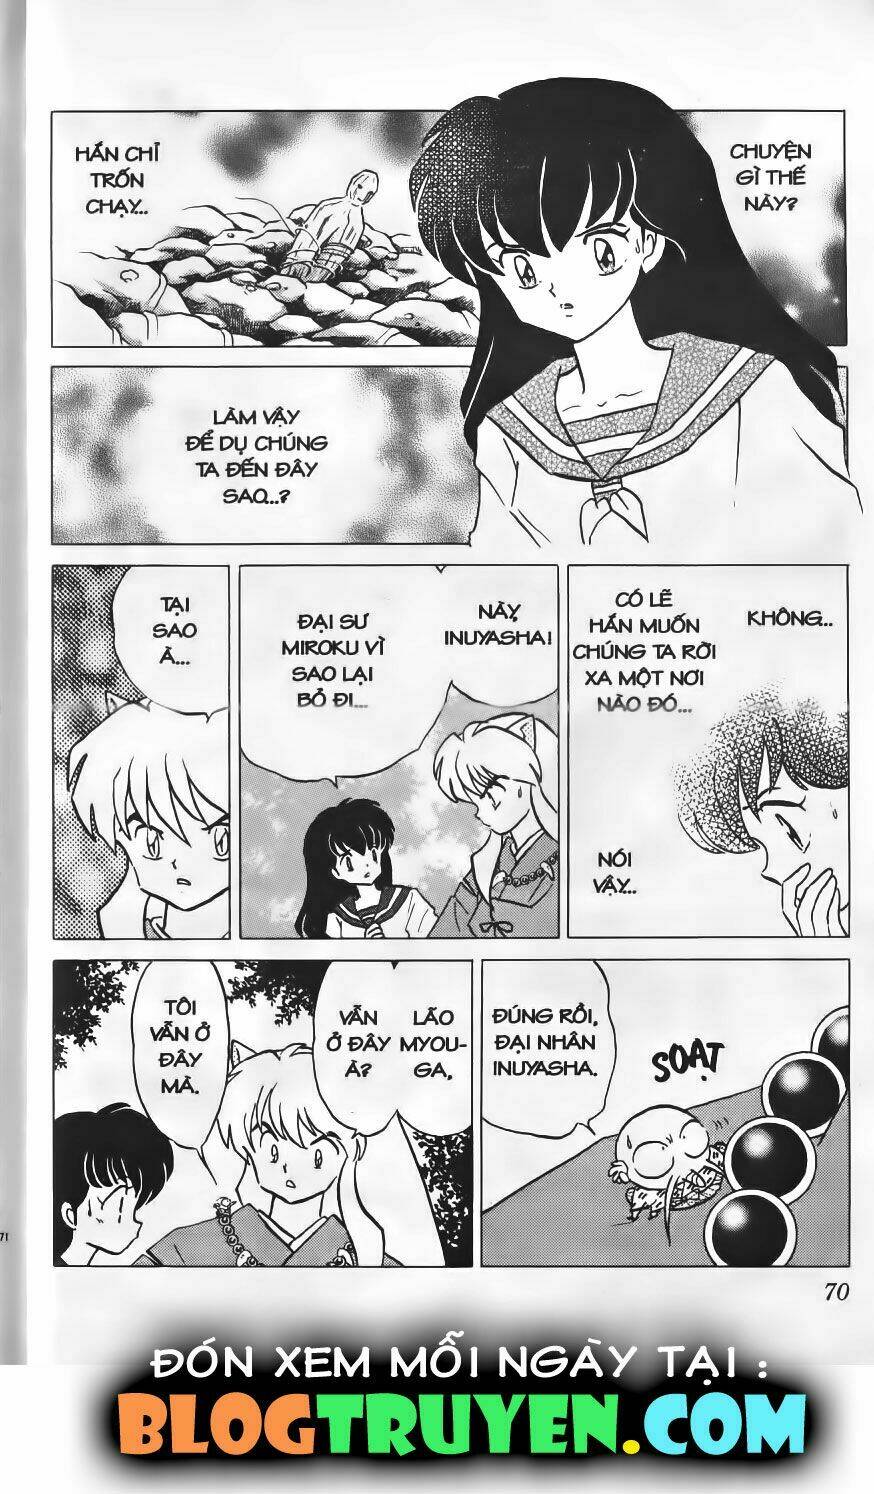 CHUYỆN
GÌ THẾ
NÀY?
HẮN CHỈ
TRỐN
CHẠY...
LÀM VẬY
ĐỂ DỤ CHÚNG
TA ĐẾN ĐÂY
SAO...?
KHÔNG...
CÓ LẼ
HẮN MUỐN
CHÚNG TA RỜI
XA MỘT NƠI
NÀO ĐÓ...
NÓI
VẬY...
NÀY,
INUYASHA!
ĐẠI SƯ
MIROKU VÌ
SAO LẠI
BỎ ĐI...
TẠI
SAO
À...
ĐÚNG RỒI,
ĐẠI NHÂN
INUYASHA.
SOẠT
LÃO
MYOU-
GA,
VẪN
Ở ĐÂY
À?
TÔI
VẪN Ở
ĐÂY
MÀ.
71
70
ĐÓN XEM MỖI NGÀY TẠI :
BLOGTRUYEN.COM